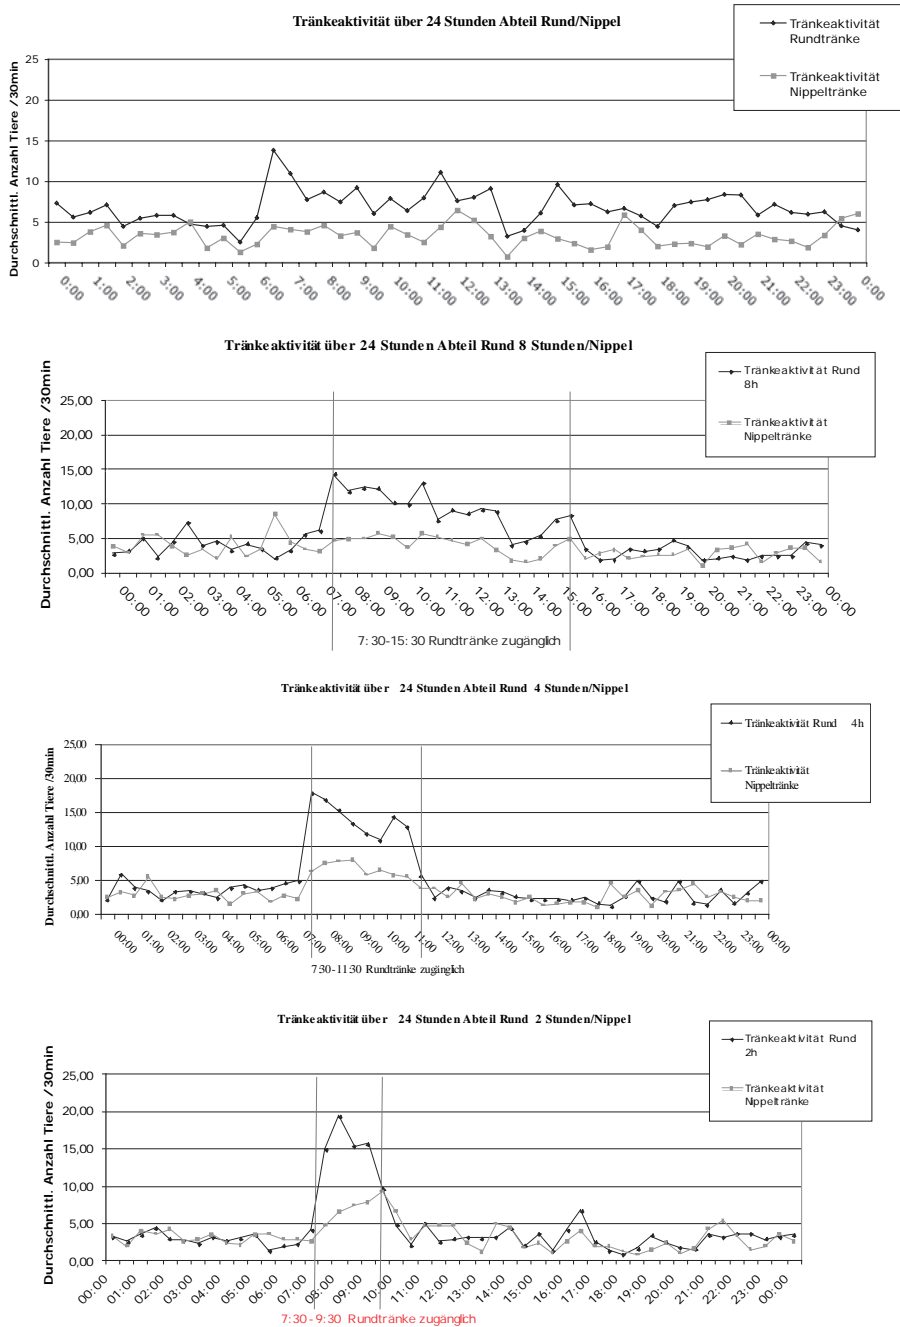 Tränkeaktivität über 24 Stunden Abteil Rund/Nippel
Tränkeaktivität
Rundtränke
Tränkeaktivität
Nippeltränke
Durchschnittl. Anzahl Tiere /30min
25
20
15
10
5
0
0:00 1:00 2:00 3:00 4:00 5:00 6:00 7:00 8:00 9:00 10:00 11:00 12:00 13:00 14:00 15:00 16:00 17:00 18:00 19:00 20:00 21:00 22:00 23:00 0:00
Tränkeaktivität über 24 Stunden Abteil Rund 8 Stunden/Nippel
Tränkeaktivität Rund
8h
Tränkeaktivität
Nippeltränke
Durchschnittl. Anzahl Tiere /30min
25,00
20,00
15,00
10,00
5,00
0,00
00:00 01:00 02:00 03:00 04:00 05:00 06:00 07:00 08:00 09:00 10:00 11:00 12:00 13:00 14:00 15:00 16:00 17:00 18:00 19:00 20:00 21:00 22:00 23:00 00:00
7:30-15:30 Rundtränke zugänglich
Tränkeaktivität über 24 Stunden Abteil Rund 4 Stunden/Nippel
Tränkeaktivität Rund 4h
Tränkeaktivität
Nippeltränke
Durchschnittl. Anzahl Tiere /30min
25,00
20,00
15,00
10,00
5,00
0,00
00:00 01:00 02:00 03:00 04:00 05:00 06:00 07:00 08:00 09:00 10:00 11:00 12:00 13:00 14:00 15:00 16:00 17:00 18:00 19:00 20:00 21:00 22:00 23:00 00:00
730-1130 Rundtränke zugänglich
Tränkeaktivität über 24 Stunden Abteil Rund 2 Stunden/Nippel
Tränkeaktivität Rund
2h
Tränkeaktivität
Nippeltränke
Durchschnittl. Anzahl Tiere /30min
25,00
20,00
15,00
10,00
5,00
0,00
00:00 01:00 02:00 03:00 04:00 05:00 06:00 07:00 08:00 09:00 10:00 11:00 12:00 13:00 14:00 15:00 16:00 17:00 18:00 19:00 20:00 21:00 22:00 23:00 00:00
7:30-9:30 Rundtränke zugänglich